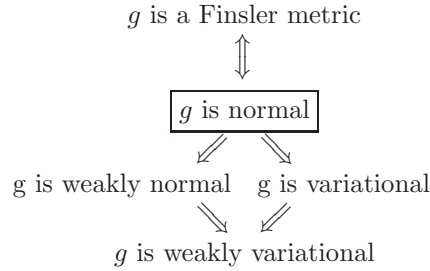 g is a Finsler metric
g is normal
g is weakly normal g is variational
g is weakly variational